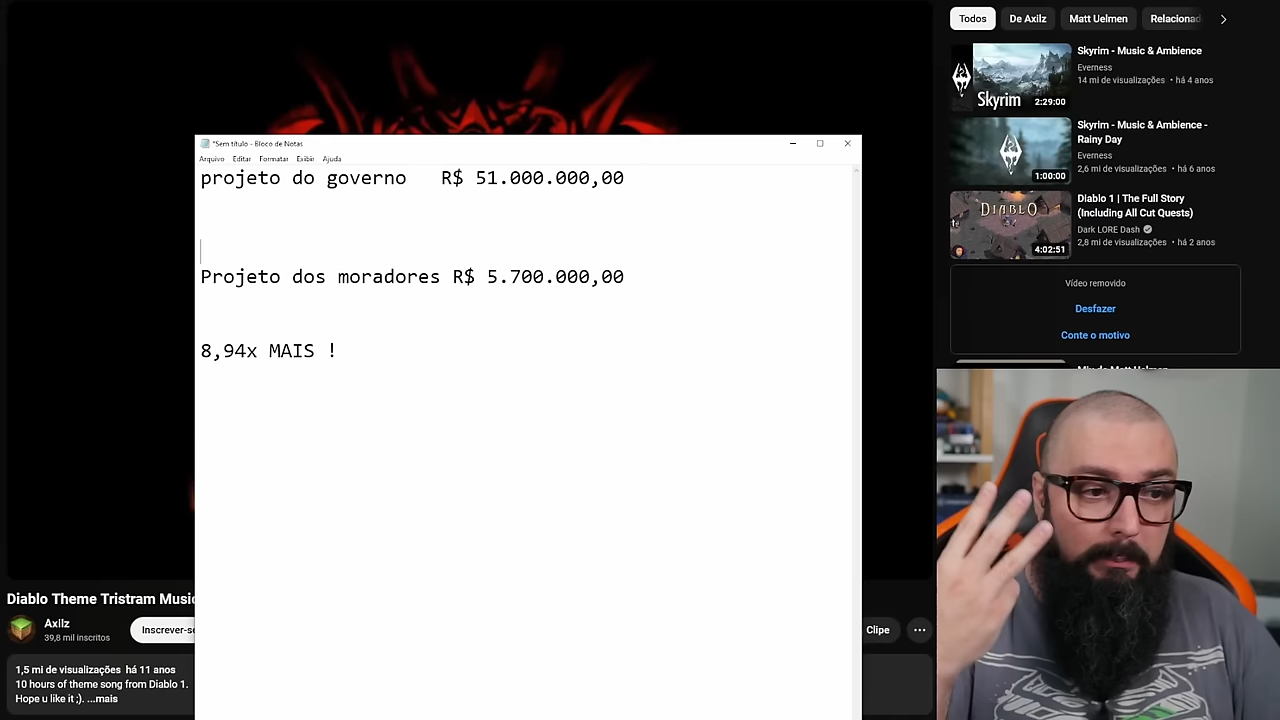 Todos
De Axilz
Matt Uelmen
Relacionad
Skyrim - Music & Ambience
Everness
14 mi de visualizações • há 4 anos
Skyrim
2:29:00
Skyrim - Music & Ambience -
Rainy Day
Everness
2,6 mi de visualizações • há 6 anos
1:00:00
Diablo 1 | The Full Story
(Including All Cut Quests)
Dark LORE Dash
2,8 mi de visualizações • há 2 anos
DIABLO
4:02:51
Vídeo removido
Desfazer
Conte o motivo
*Sem título - Bloco de Notas
Arquivo Editar Formatar Exibir Ajuda
projeto do governo R$ 51.000.000,00
Projeto dos moradores R$ 5.700.000,00
8,94x MAIS !
Diablo Theme Tristram Music
Axilz
39,8 mil inscritos
Inscrever-se
Clipe
1,5 mi de visualizações há 11 anos
10 hours of theme song from Diablo 1.
Hope u like it ;). ...mais